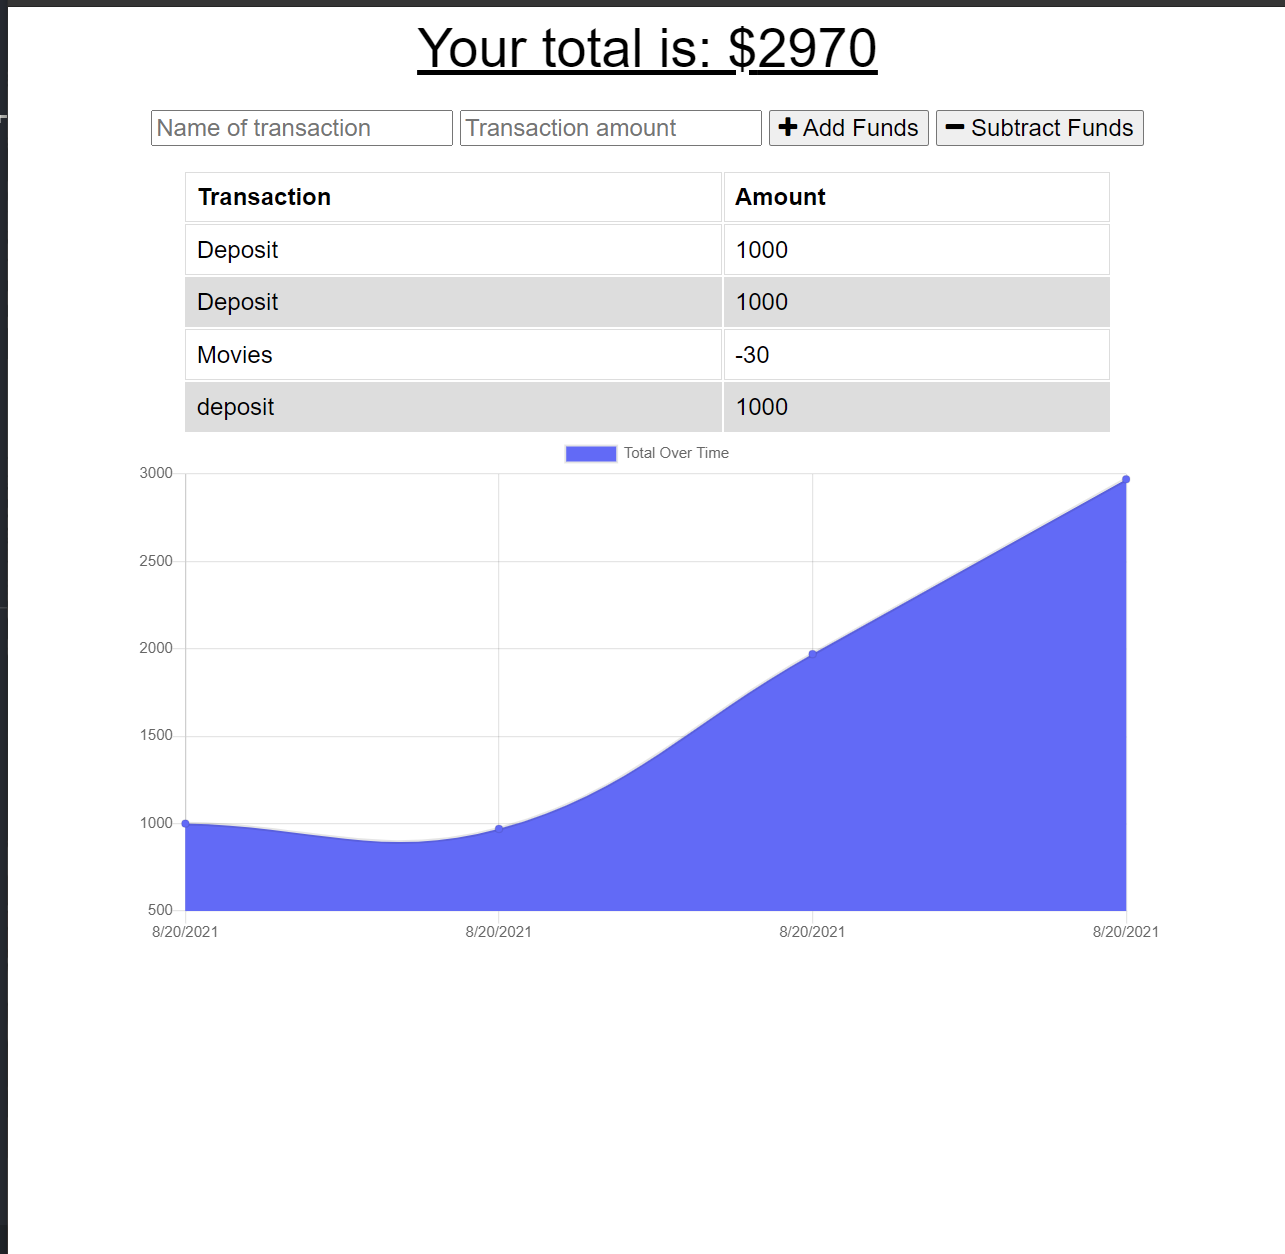 Your total is: $2970
Name of transaction Transaction amount Add Funds Subtract Funds
Transaction Amount
Deposit 1000
Deposit 1000
Movies -30
deposit 1000
Total Over Time
3000
2500
2000
1500
1000
500
8/20/2021 8/20/2021 8/20/2021 8/20/2021